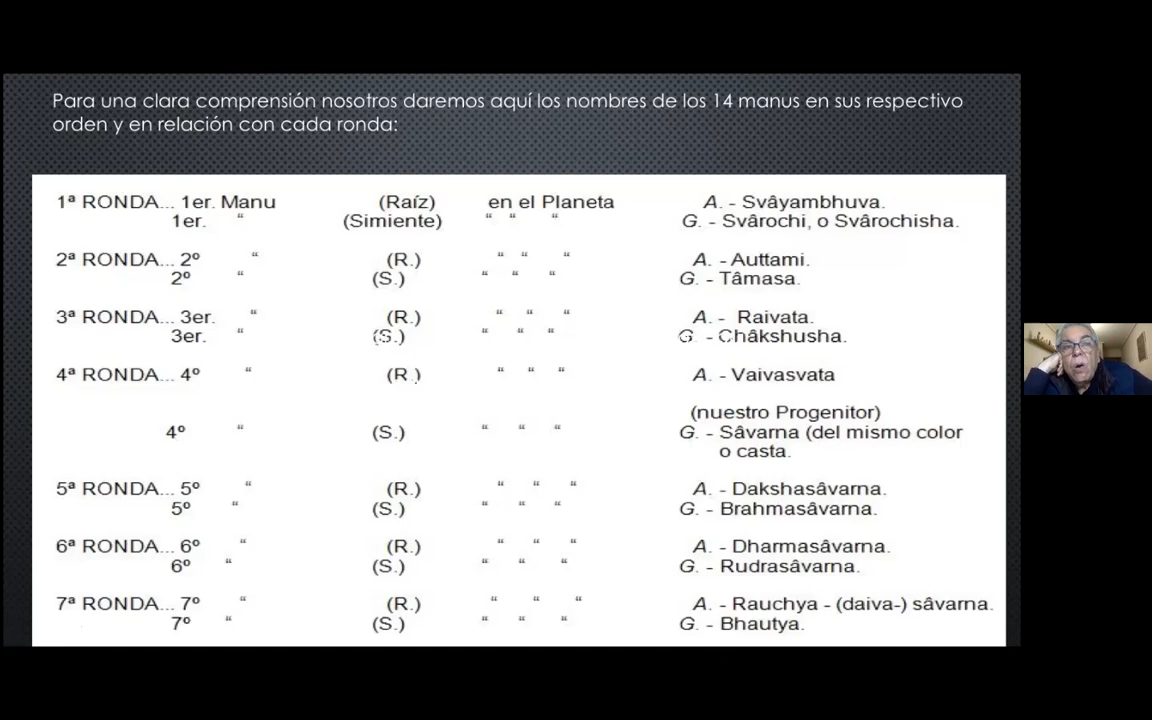 Para una clara comprensión nosotros daremos aquí los nombres de los 14 manus en sus respectivo
orden y en relación con cada ronda:
1ª RONDA... 1er. Manu (Raíz) en el Planeta A. - Svâyambhuva.
1er. “ (Simiente) “ “ “ G. - Svârochi, o Svârochisha.
2ª RONDA... 2º “ (R.) “ “ “ A. - Auttami.
2º “ (S.) “ “ “ G. - Tâmasa.
3ª RONDA... 3er. “ (R.) “ “ “ A. - Raivata.
3er. “ (S.) “ “ “ G. - Châkshusha.
4ª RONDA... 4º “ (R.) “ “ “ A. - Vaivasvata
(nuestro Progenitor)
4º “ (S.) “ “ “ G. - Sâvarna (del mismo color
o casta.
5ª RONDA... 5º “ (R.) “ “ “ A. - Dakshasâvarna.
5º “ (S.) “ “ “ G. - Brahmasâvarna.
6ª RONDA... 6º “ (R.) “ “ “ A. - Dharmasâvarna.
6º “ (S.) “ “ “ G. - Rudrasâvarna.
7ª RONDA... 7º “ (R.) “ “ “ A. - Rauchya - (daiva-) sâvarna.
7º “ (S.) “ “ “ G. - Bhautya.